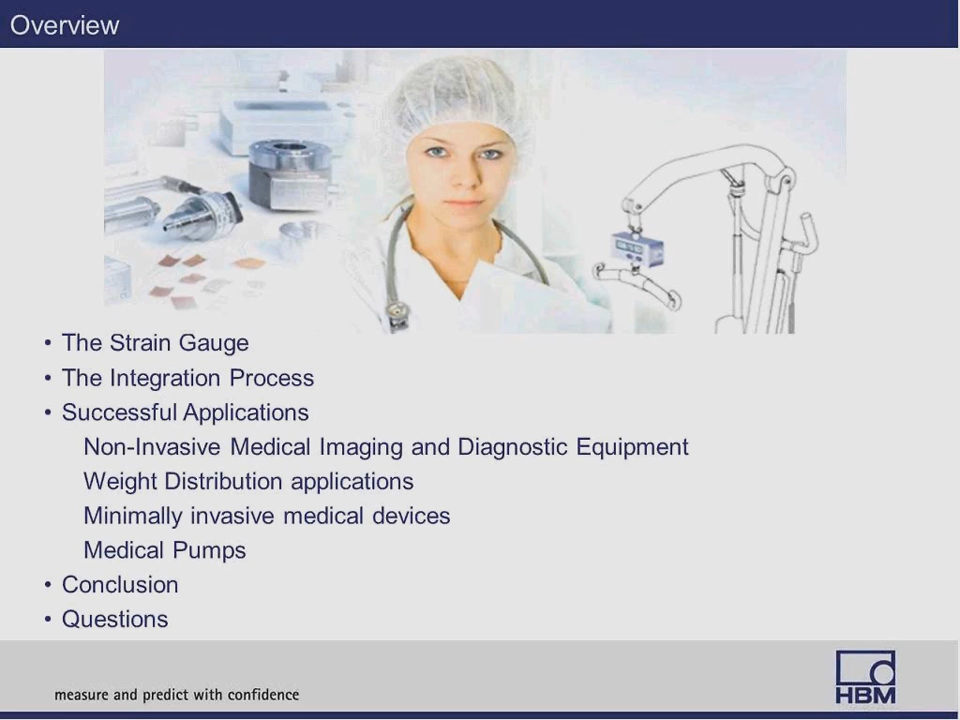 Overview
• The Strain Gauge
• The Integration Process
• Successful Applications
Non-Invasive Medical Imaging and Diagnostic Equipment
Weight Distribution applications
Minimally invasive medical devices
Medical Pumps
• Conclusion
• Questions
measure and predict with confidence
HBM